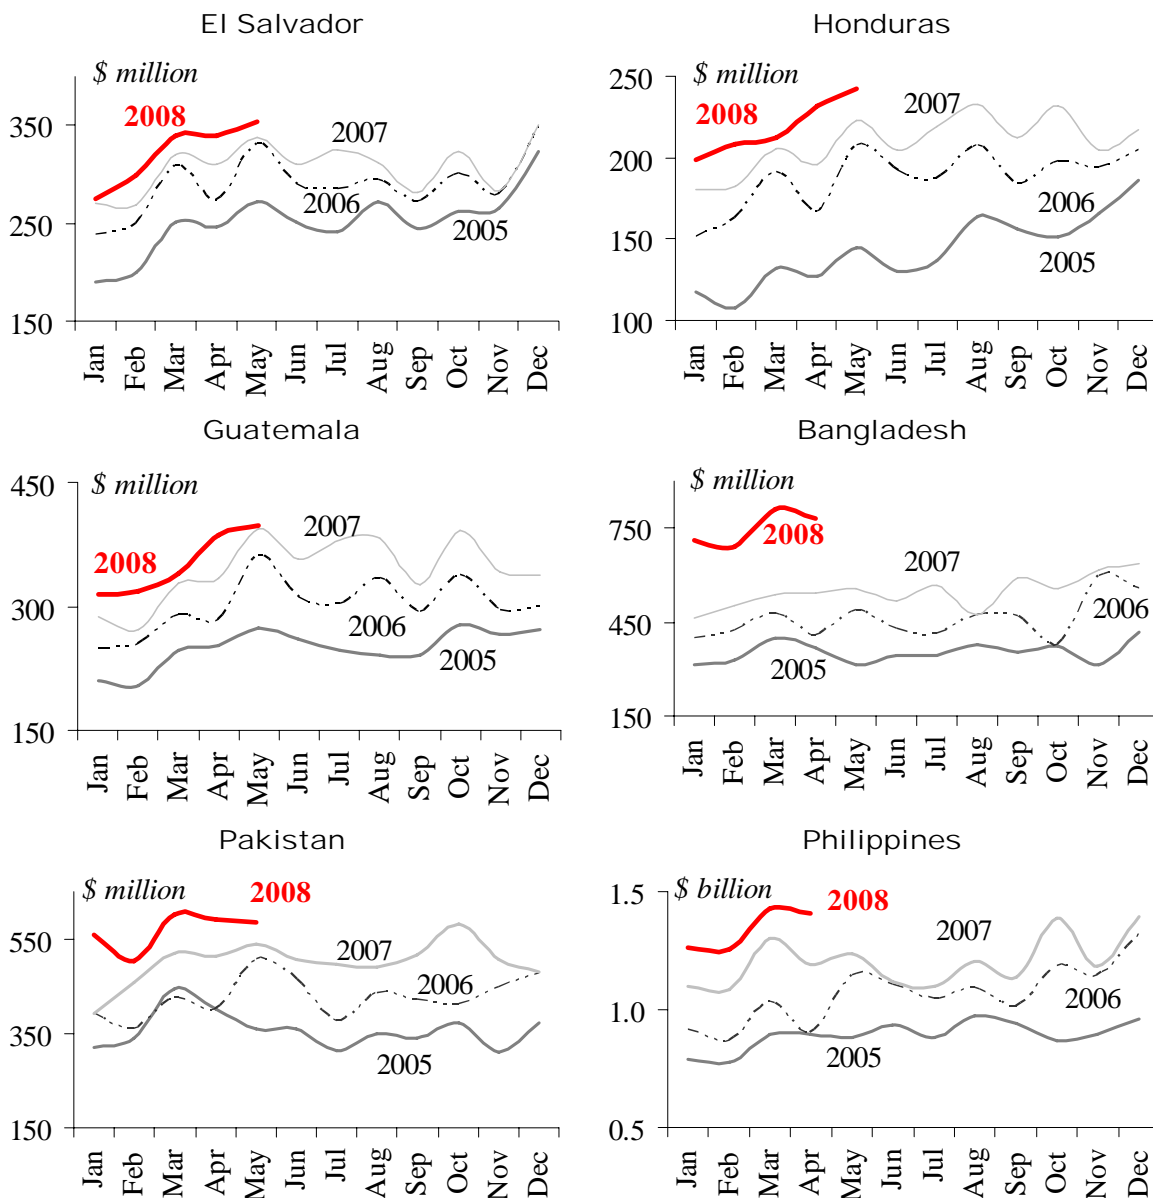 El Salvador
$ million
350
250
150
2008
2007
2006
2005
Jan Feb Mar Apr May Jun Jul Aug Sep Oct Nov Dec
Honduras
$ million
250
200
150
100
2008
2007
2006
2005
Jan Feb Mar Apr May Jun Jul Aug Sep Oct Nov Dec
Guatemala
$ million
450
300
150
2008
2007
2006
2005
Jan Feb Mar Apr May Jun Jul Aug Sep Oct Nov Dec
Bangladesh
$ million
750
450
150
2008
2007
2006
2005
Jan Feb Mar Apr May Jun Jul Aug Sep Oct Nov Dec
Pakistan
$ million
550
350
150
2008
2007
2006
2005
Jan Feb Mar Apr May Jun Jul Aug Sep Oct Nov Dec
Philippines
$ billion
1.5
1.0
0.5
2008
2007
2006
2005
Jan Feb Mar Apr May Jun Jul Aug Sep Oct Nov Dec